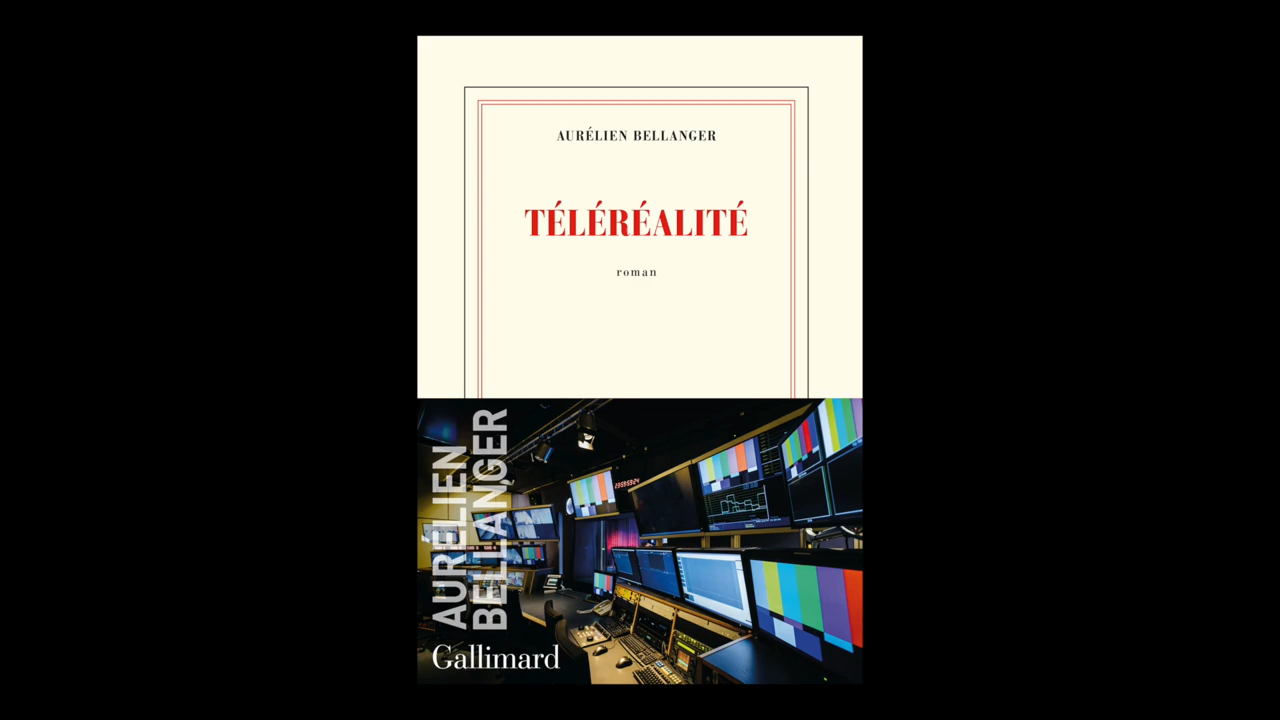 AURÉLIEN BELLANGER
TÉLÉRÉALITÉ
roman
AURÉLIEN
BELLANGER
Gallimard